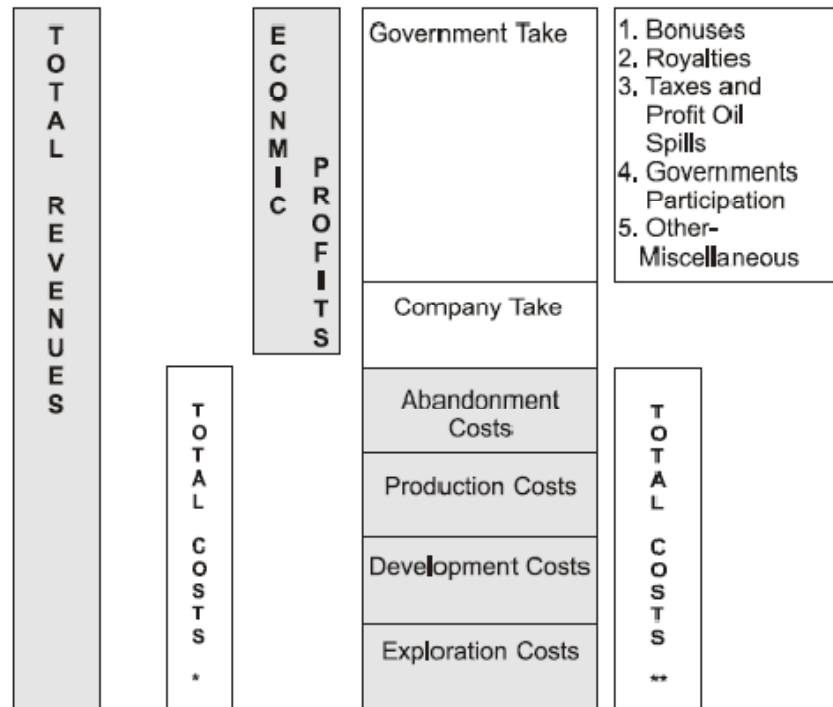 TOTAL REVENUES
TOTAL COSTS *
ECONMIC
PROFITS
Government Take
Company Take
Abandonment
Costs
Production Costs
Development Costs
Exploration Costs
1. Bonuses
2. Royalties
3. Taxes and
Profit Oil
Spills
4. Governments
Participation
5. Other-
Miscellaneous
TOTAL COSTS **